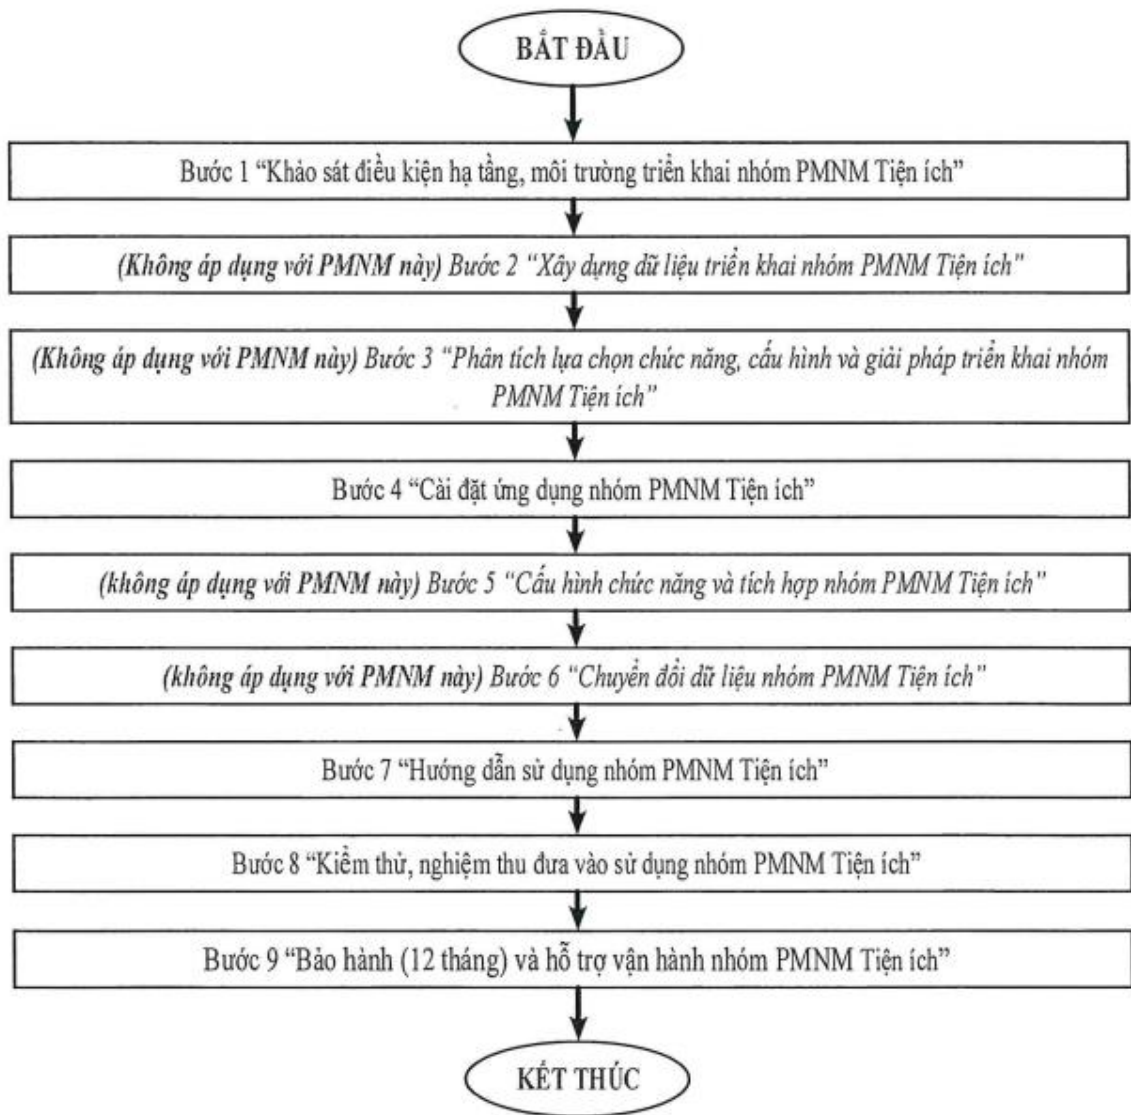 BẮT ĐẦU
Bước 1 “Khảo sát điều kiện hạ tầng, môi trường triển khai nhóm PMNM Tiện ích”
(Không áp dụng với PMNM này) Bước 2 “Xây dựng dữ liệu triển khai nhóm PMNM Tiện ích”
(Không áp dụng với PMNM này) Bước 3 “Phân tích lựa chọn chức năng, cấu hình và giải pháp triển khai nhóm
PMNM Tiện ích”
Bước 4 “Cài đặt ứng dụng nhóm PMNM Tiện ích”
(không áp dụng với PMNM này) Bước 5 “Cấu hình chức năng và tích hợp nhóm PMNM Tiện ích”
(không áp dụng với PMNM này) Bước 6 “Chuyển đổi dữ liệu nhóm PMNM Tiện ích”
Bước 7 “Hướng dẫn sử dụng nhóm PMNM Tiện ích”
Bước 8 “Kiểm thử, nghiệm thu đưa vào sử dụng nhóm PMNM Tiện ích”
Bước 9 “Bảo hành (12 tháng) và hỗ trợ vận hành nhóm PMNM Tiện ích”
KẾT THÚC